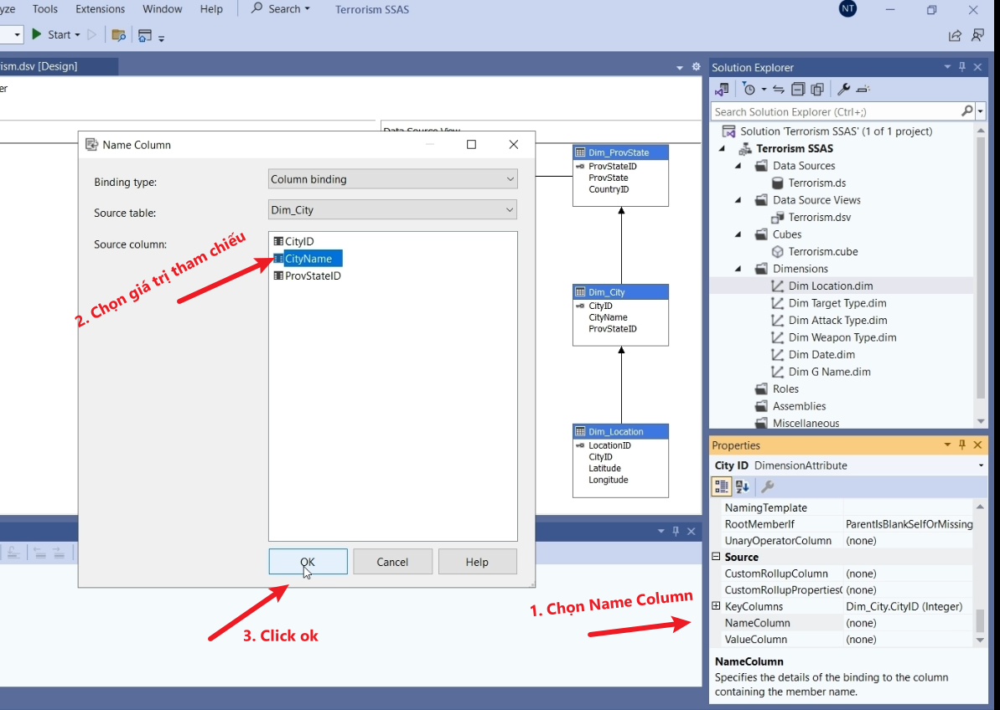 yze Tools Extensions Window Help Search Terrorism SSAS NT
Start
ism.dsv [Design]
er
Data Source View
Name Column
Binding type: Column binding
Source table: Dim_City
Source column:
CityID
CityName
ProvStateID
2. Chọn giá trị tham chiếu
OK Cancel Help
3. Click ok
1. Chọn Name Column
Dim_ProvState
ProvStateID
ProvState
CountryID
Dim_City
CityID
CityName
ProvStateID
Dim_Location
LocationID
CityID
Latitude
Longitude
Solution Explorer
Search Solution Explorer (Ctrl+;)
Solution 'Terrorism SSAS' (1 of 1 project)
Terrorism SSAS
Data Sources
Terrorism.ds
Data Source Views
Terrorism.dsv
Cubes
Terrorism.cube
Dimensions
Dim Location.dim
Dim Target Type.dim
Dim Attack Type.dim
Dim Weapon Type.dim
Dim Date.dim
Dim G Name.dim
Roles
Assemblies
Miscellaneous
Properties
City ID DimensionAttribute
NamingTemplate
RootMemberIf ParentIsBlankSelfOrMissing
UnaryOperatorColumn (none)
Source
CustomRollupColumn (none)
CustomRollupProperties( (none)
KeyColumns Dim_City.CityID (Integer)
NameColumn (none)
ValueColumn (none)
NameColumn
Specifies the details of the binding to the column
containing the member name.